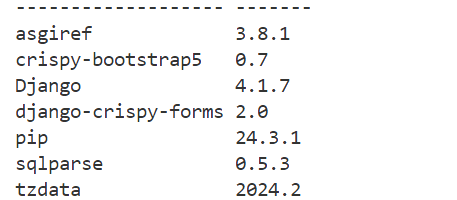 ------------------- -------
asgiref             3.8.1
crispy-bootstrap5   0.7
Django              4.1.7
django-crispy-forms 2.0
pip                 24.3.1
sqlparse            0.5.3
tzdata              2024.2